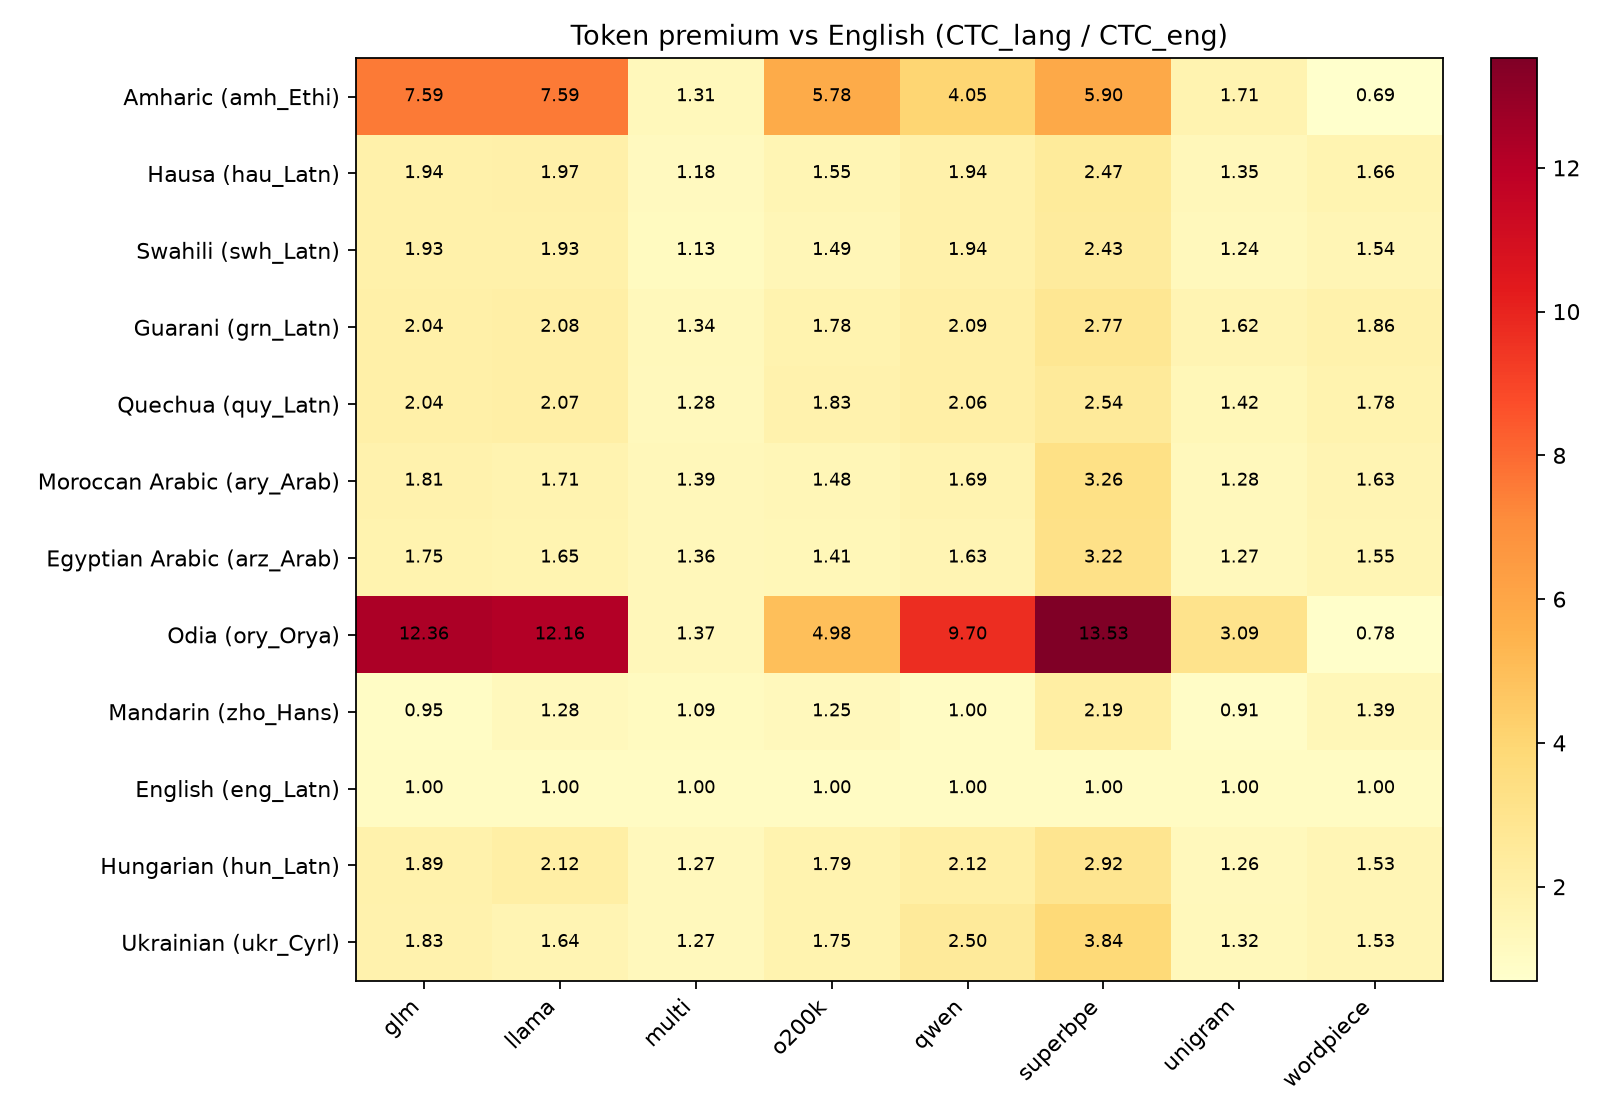 Token premium vs English (CTC_lang / CTC_eng)
Amharic (amh_Ethi) 7.59 7.59 1.31 5.78 4.05 5.90 1.71 0.69
Hausa (hau_Latn) 1.94 1.97 1.18 1.55 1.94 2.47 1.35 1.66
Swahili (swh_Latn) 1.93 1.93 1.13 1.49 1.94 2.43 1.24 1.54
Guarani (grn_Latn) 2.04 2.08 1.34 1.78 2.09 2.77 1.62 1.86
Quechua (quy_Latn) 2.04 2.07 1.28 1.83 2.06 2.54 1.42 1.78
Moroccan Arabic (ary_Arab) 1.81 1.71 1.39 1.48 1.69 3.26 1.28 1.63
Egyptian Arabic (arz_Arab) 1.75 1.65 1.36 1.41 1.63 3.22 1.27 1.55
Odia (ory_Orya) 12.36 12.16 1.37 4.98 9.70 13.53 3.09 0.78
Mandarin (zho_Hans) 0.95 1.28 1.09 1.25 1.00 2.19 0.91 1.39
English (eng_Latn) 1.00 1.00 1.00 1.00 1.00 1.00 1.00 1.00
Hungarian (hun_Latn) 1.89 2.12 1.27 1.79 2.12 2.92 1.26 1.53
Ukrainian (ukr_Cyrl) 1.83 1.64 1.27 1.75 2.50 3.84 1.32 1.53
glm llama multi o200k qwen superbpe unigram wordpiece
12
10
8
6
4
2